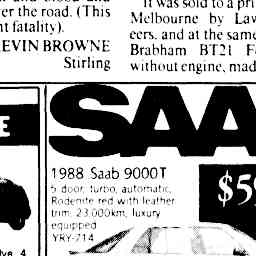 er the road. (This
t fatality).
EVIN BROWNE
Stirling
It was sold to a pri
Melbourne by Law
eers, and at the same
Brabham BT21 F
without engine, mad
SAA
1988 Saab 9000T
5 door, turbo, automatic,
Rodenite red with leather
trim. 23,000km, luxury
equipped
YRY-714
$59
E